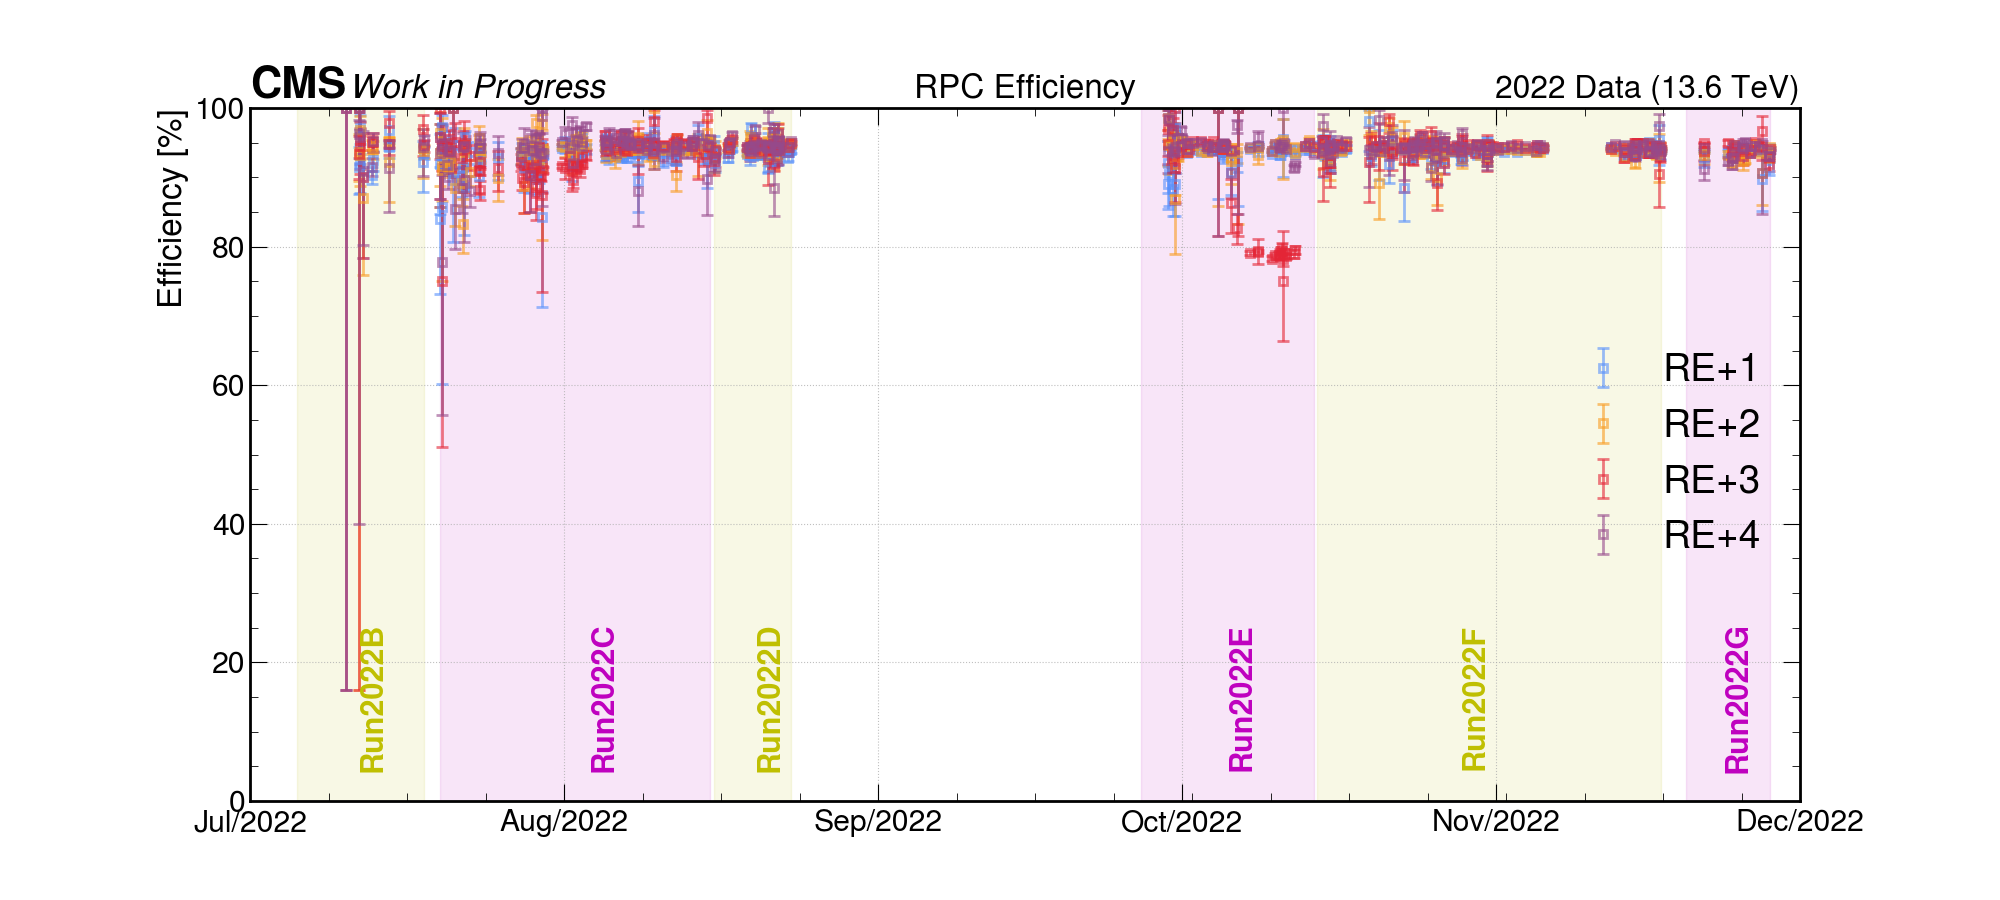 CMS Work in Progress RPC Efficiency 2022 Data (13.6 TeV)
Efficiency [%]
100
80
60
40
20
0
RE+1
RE+2
RE+3
RE+4
Run2022B
Run2022C
Run2022D
Run2022E
Run2022F
Run2022G
Jul/2022 Aug/2022 Sep/2022 Oct/2022 Nov/2022 Dec/2022